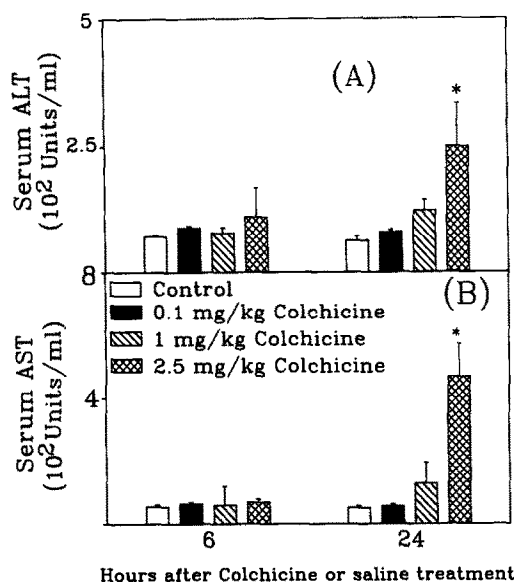 5
(A)
*
Serum ALT
(10² Units/ml)
2.5
8
Control
0.1 mg/kg Colchicine
1 mg/kg Colchicine
2.5 mg/kg Colchicine
(B)
*
Serum AST
(10² Units/ml)
4
6
24
Hours after Colchicine or saline treatment